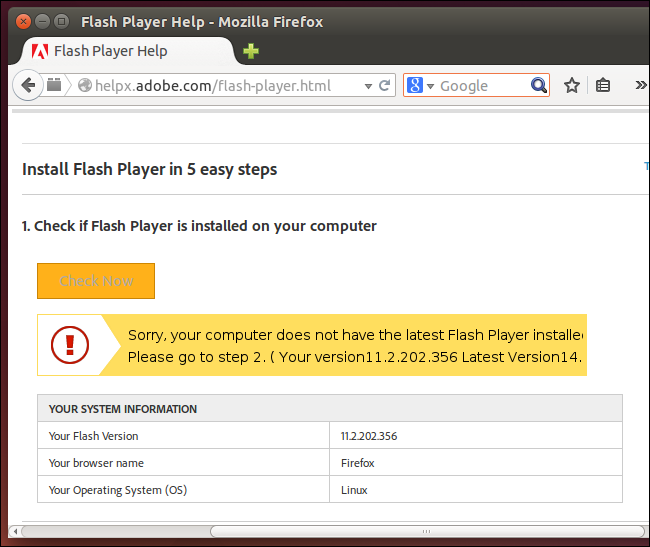 Flash Player Help - Mozilla Firefox
Flash Player Help
helpx.adobe.com/flash-player.html
Google
Install Flash Player in 5 easy steps
1. Check if Flash Player is installed on your computer
Check Now
Sorry, your computer does not have the latest Flash Player installe
Please go to step 2. ( Your version11.2.202.356 Latest Version14.
YOUR SYSTEM INFORMATION
Your Flash Version 11.2.202.356
Your browser name Firefox
Your Operating System (OS) Linux